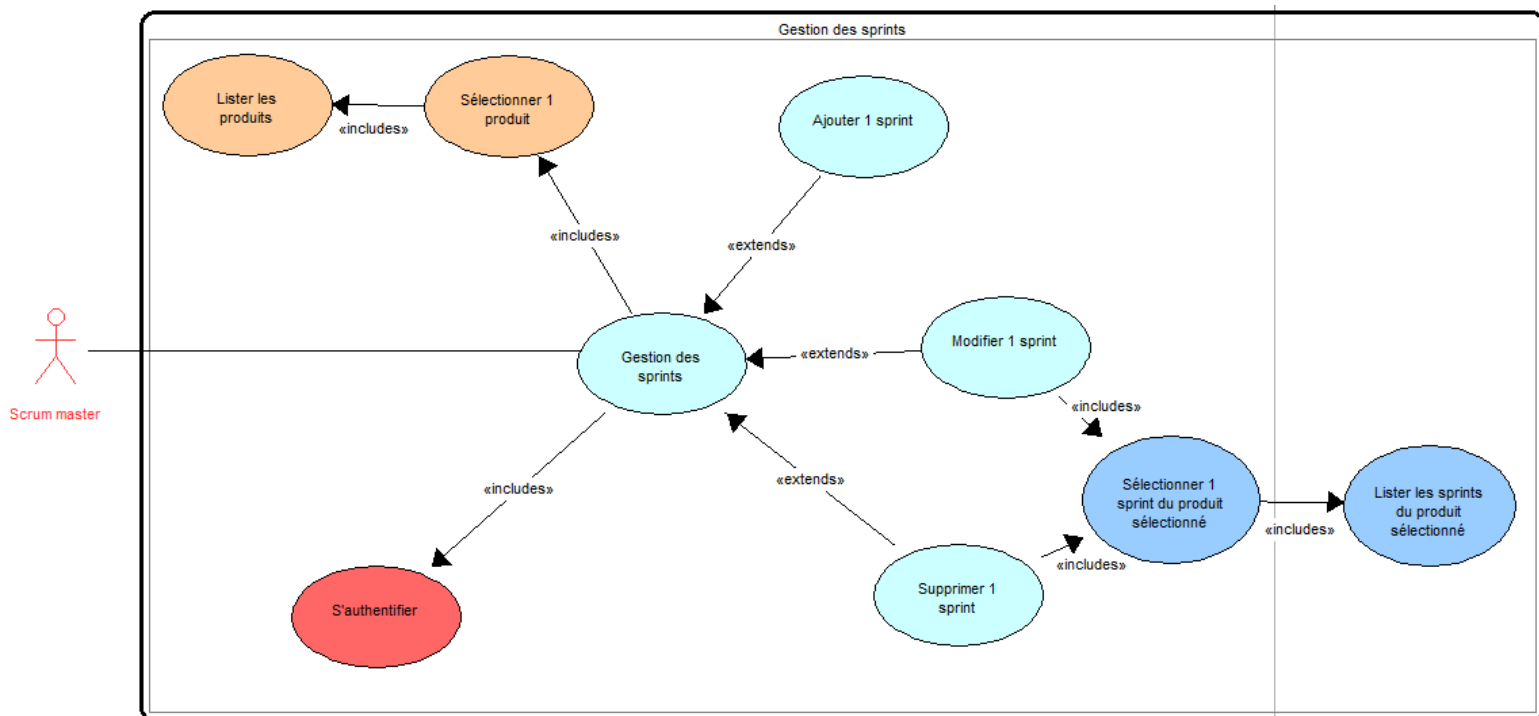 Gestion des sprints
Lister les
produits
«includes»
Sélectionner 1
produit
Ajouter 1 sprint
«includes»
«extends»
Scrum master
Gestion des
sprints
«extends»
Modifier 1 sprint
«includes»
«includes»
«extends»
Sélectionner 1
sprint du produit
sélectionné
«includes»
Lister les sprints
du produit
sélectionné
S'authentifier
Supprimer 1
sprint
«includes»